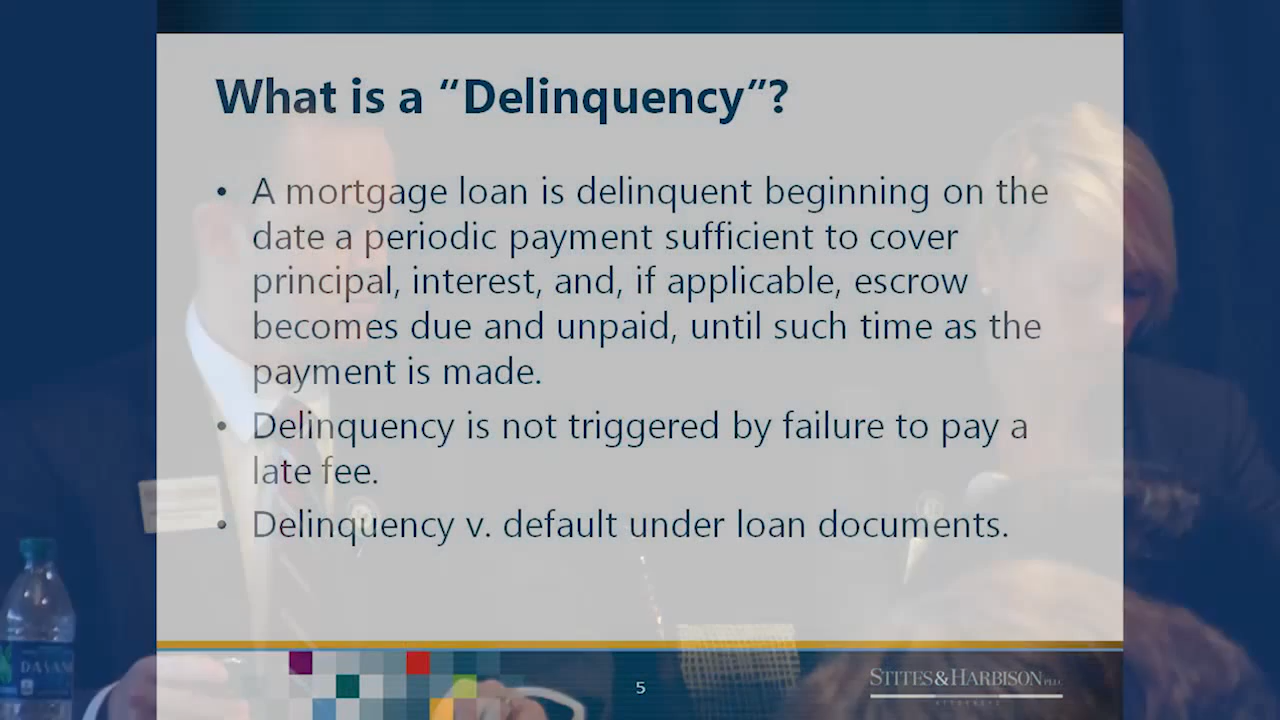 What is a “Delinquency”?
• A mortgage loan is delinquent beginning on the
date a periodic payment sufficient to cover
principal, interest, and, if applicable, escrow
becomes due and unpaid, until such time as the
payment is made.
• Delinquency is not triggered by failure to pay a
late fee.
• Delinquency v. default under loan documents.
DASANI
5
STITES & HARBISON PLLC
ATTORNEYS